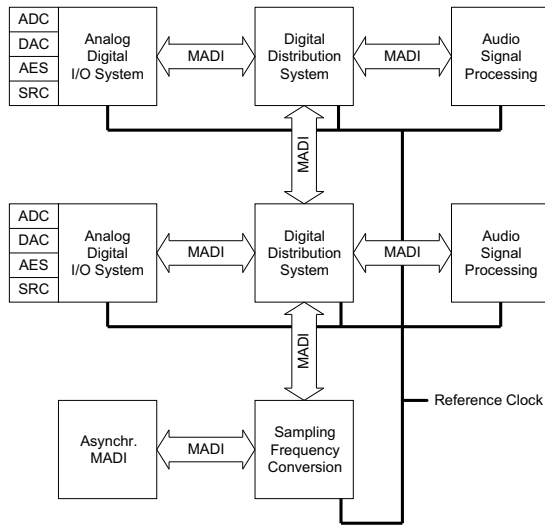 ADC
DAC
AES
SRC
Analog
Digital
I/O System
MADI
Digital
Distribution
System
MADI
Audio
Signal
Processing
MADI
ADC
DAC
AES
SRC
Analog
Digital
I/O System
MADI
Digital
Distribution
System
MADI
Audio
Signal
Processing
MADI
Reference Clock
Asynchr.
MADI
MADI
Sampling
Frequency
Conversion